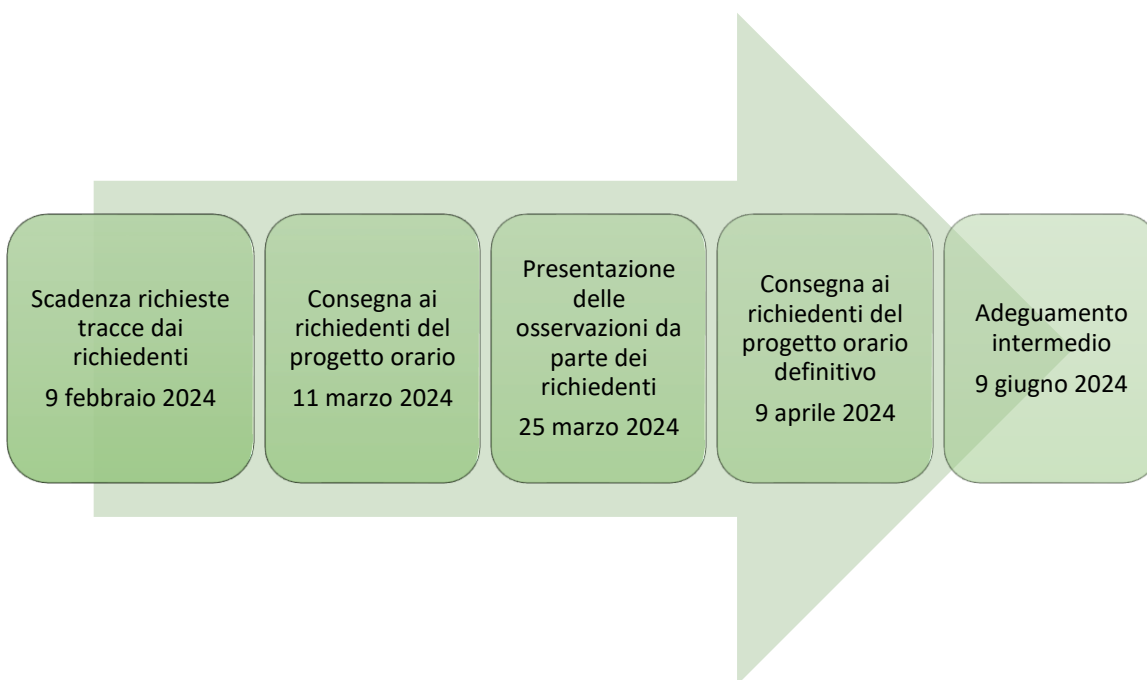 Scadenza richieste
tracce dai
richiedenti
9 febbraio 2024
Consegna ai
richiedenti del
progetto orario
11 marzo 2024
Presentazione
delle
osservazioni da
parte dei
richiedenti
25 marzo 2024
Consegna ai
richiedenti del
progetto orario
definitivo
9 aprile 2024
Adeguamento
intermedio
9 giugno 2024